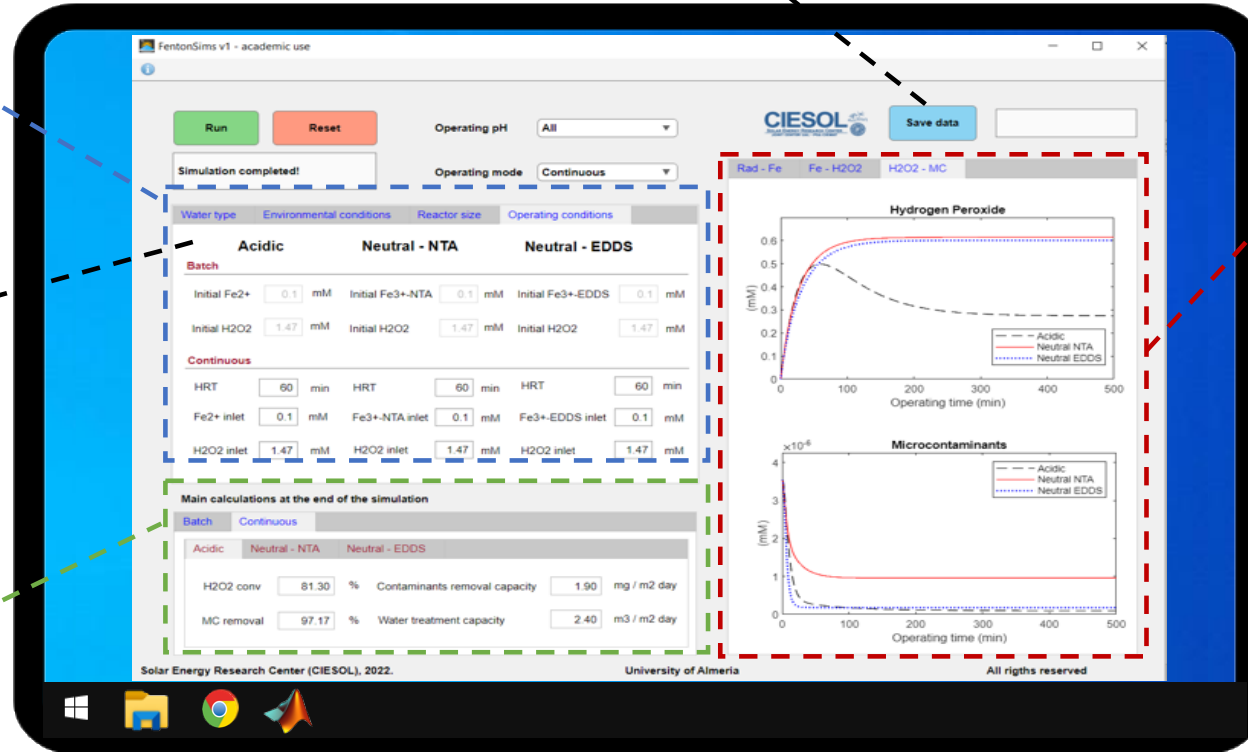 FentonSims v1 - academic use
Run
Reset
Operating pH
All
CIESOL
Save data
Simulation completed!
Operating mode
Continuous
Water type
Environmental conditions
Reactor size
Operating conditions
Acidic
Neutral - NTA
Neutral - EDDS
Batch
Initial Fe2+ 0.1 mM Initial Fe3+-NTA 0.1 mM Initial Fe3+-EDDS 0.1 mM
Initial H2O2 1.47 mM Initial H2O2 1.47 mM Initial H2O2 1.47 mM
Continuous
HRT 60 min HRT 60 min HRT 60 min
Fe2+ inlet 0.1 mM Fe3+-NTA inlet 0.1 mM Fe3+-EDDS inlet 0.1 mM
H2O2 inlet 1.47 mM H2O2 inlet 1.47 mM H2O2 inlet 1.47 mM
Main calculations at the end of the simulation
Batch
Continuous
Acidic
Neutral - NTA
Neutral - EDDS
H2O2 conv 81.30 % Contaminants removal capacity 1.90 mg / m2 day
MC removal 97.17 % Water treatment capacity 2.40 m3 / m2 day
Rad - Fe
Fe - H2O2
H2O2 - MC
Hydrogen Peroxide
0.6
0.5
0.4
0.3
0.2
0.1
0
(mM)
Acidic
Neutral NTA
Neutral EDDS
0 100 200 300 400 500
Operating time (min)
×10-6
Microcontaminants
4
3
2
1
0
(mM)
Acidic
Neutral NTA
Neutral EDDS
0 100 200 300 400 500
Operating time (min)
Solar Energy Research Center (CIESOL), 2022.
University of Almeria
All rigths reserved